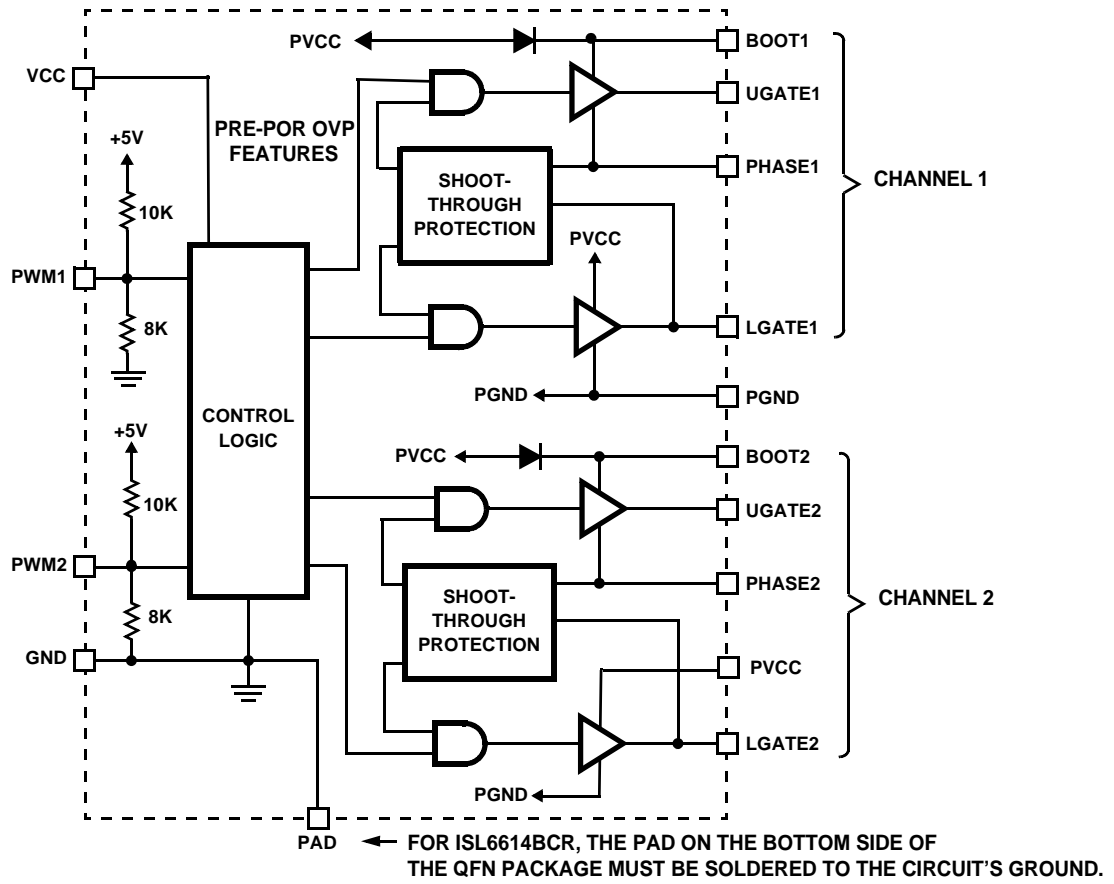 PVCC
BOOT1
VCC
UGATE1
+5V
PRE-POR OVP
FEATURES
PHASE1
CHANNEL 1
SHOOT-
THROUGH
PROTECTION
10K
PVCC
PWM1
8K
LGATE1
PGND
PGND
CONTROL
LOGIC
+5V
PVCC
BOOT2
10K
UGATE2
PWM2
PHASE2
SHOOT-
THROUGH
PROTECTION
CHANNEL 2
8K
GND
PVCC
LGATE2
PGND
PAD
FOR ISL6614BCR, THE PAD ON THE BOTTOM SIDE OF
THE QFN PACKAGE MUST BE SOLDERED TO THE CIRCUIT'S GROUND.